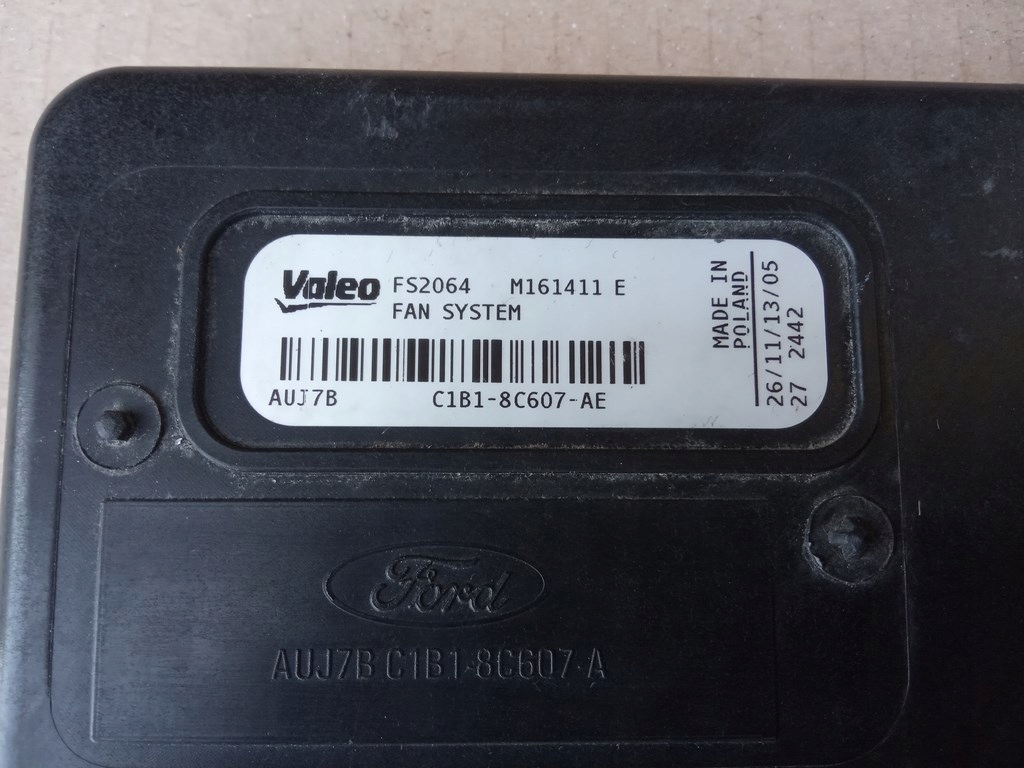 Valeo FS2064 M161411 E
FAN SYSTEM
AUJ7B C1B1-8C607-AE
MADE IN
POLAND
26/11/13/05
27 2442
Ford
AUJ7B C1B1-8C607-A